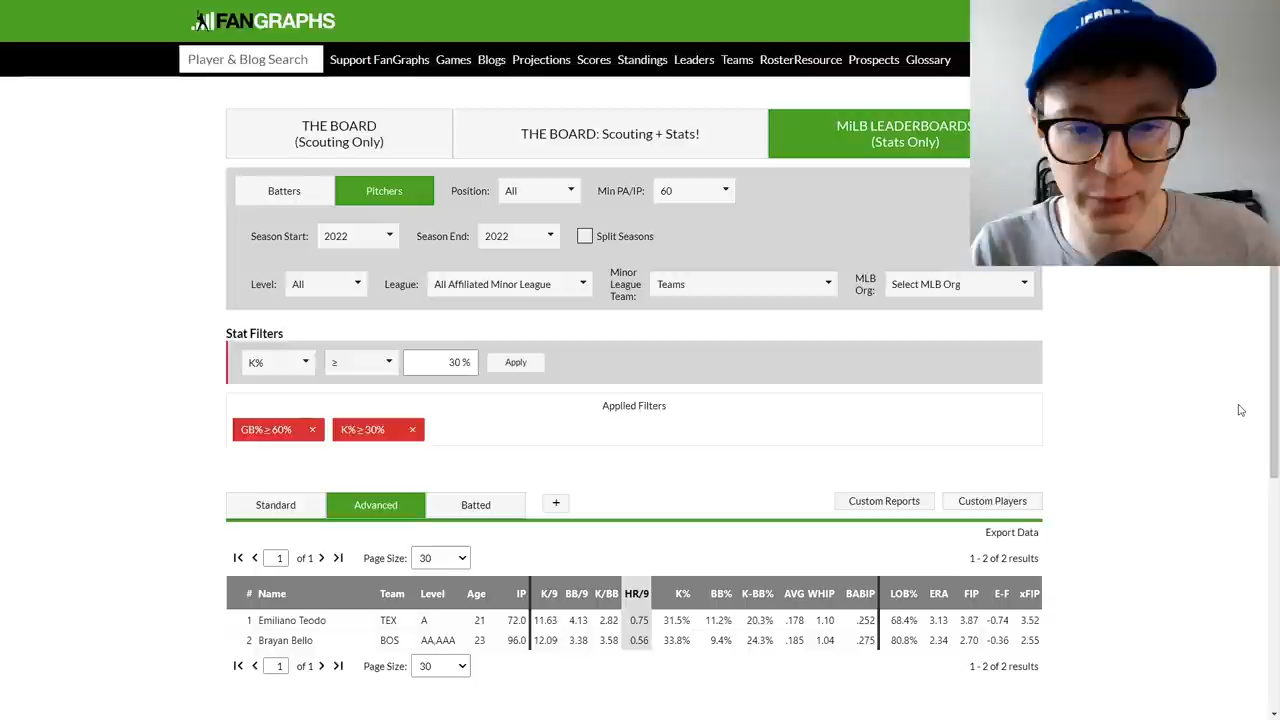 FANGRAPHS
Player & Blog Search Support FanGraphs Games Blogs Projections Scores Standings Leaders Teams RosterResource Prospects Glossary
THE BOARD
(Scouting Only)
THE BOARD: Scouting + Stats!
MiLB LEADERBOARDS
(Stats Only)
Batters Pitchers Position: All Min PA/IP: 60
Season Start: 2022 Season End: 2022 Split Seasons
Level: All League: All Affiliated Minor League Minor League Team: Teams MLB Org: Select MLB Org
Stat Filters
K% ≥ 30 % Apply
Applied Filters
GB%≥60% × K%≥30% ×
Standard Advanced Batted + Custom Reports Custom Players
Export Data
1 of 1 Page Size: 30 1 - 2 of 2 results
# Name Team Level Age IP K/9 BB/9 K/BB HR/9 K% BB% K-BB% AVG WHIP BABIP LOB% ERA FIP E-F xFIP
1 Emiliano Teodo TEX A 21 72.0 11.63 4.13 2.82 0.75 31.5% 11.2% 20.3% .178 1.10 .252 68.4% 3.13 3.87 -0.74 3.52
2 Brayan Bello BOS AA,AAA 23 96.0 12.09 3.38 3.58 0.56 33.8% 9.4% 24.3% .185 1.04 .275 80.8% 2.34 2.70 -0.36 2.55
1 of 1 Page Size: 30 1 - 2 of 2 results